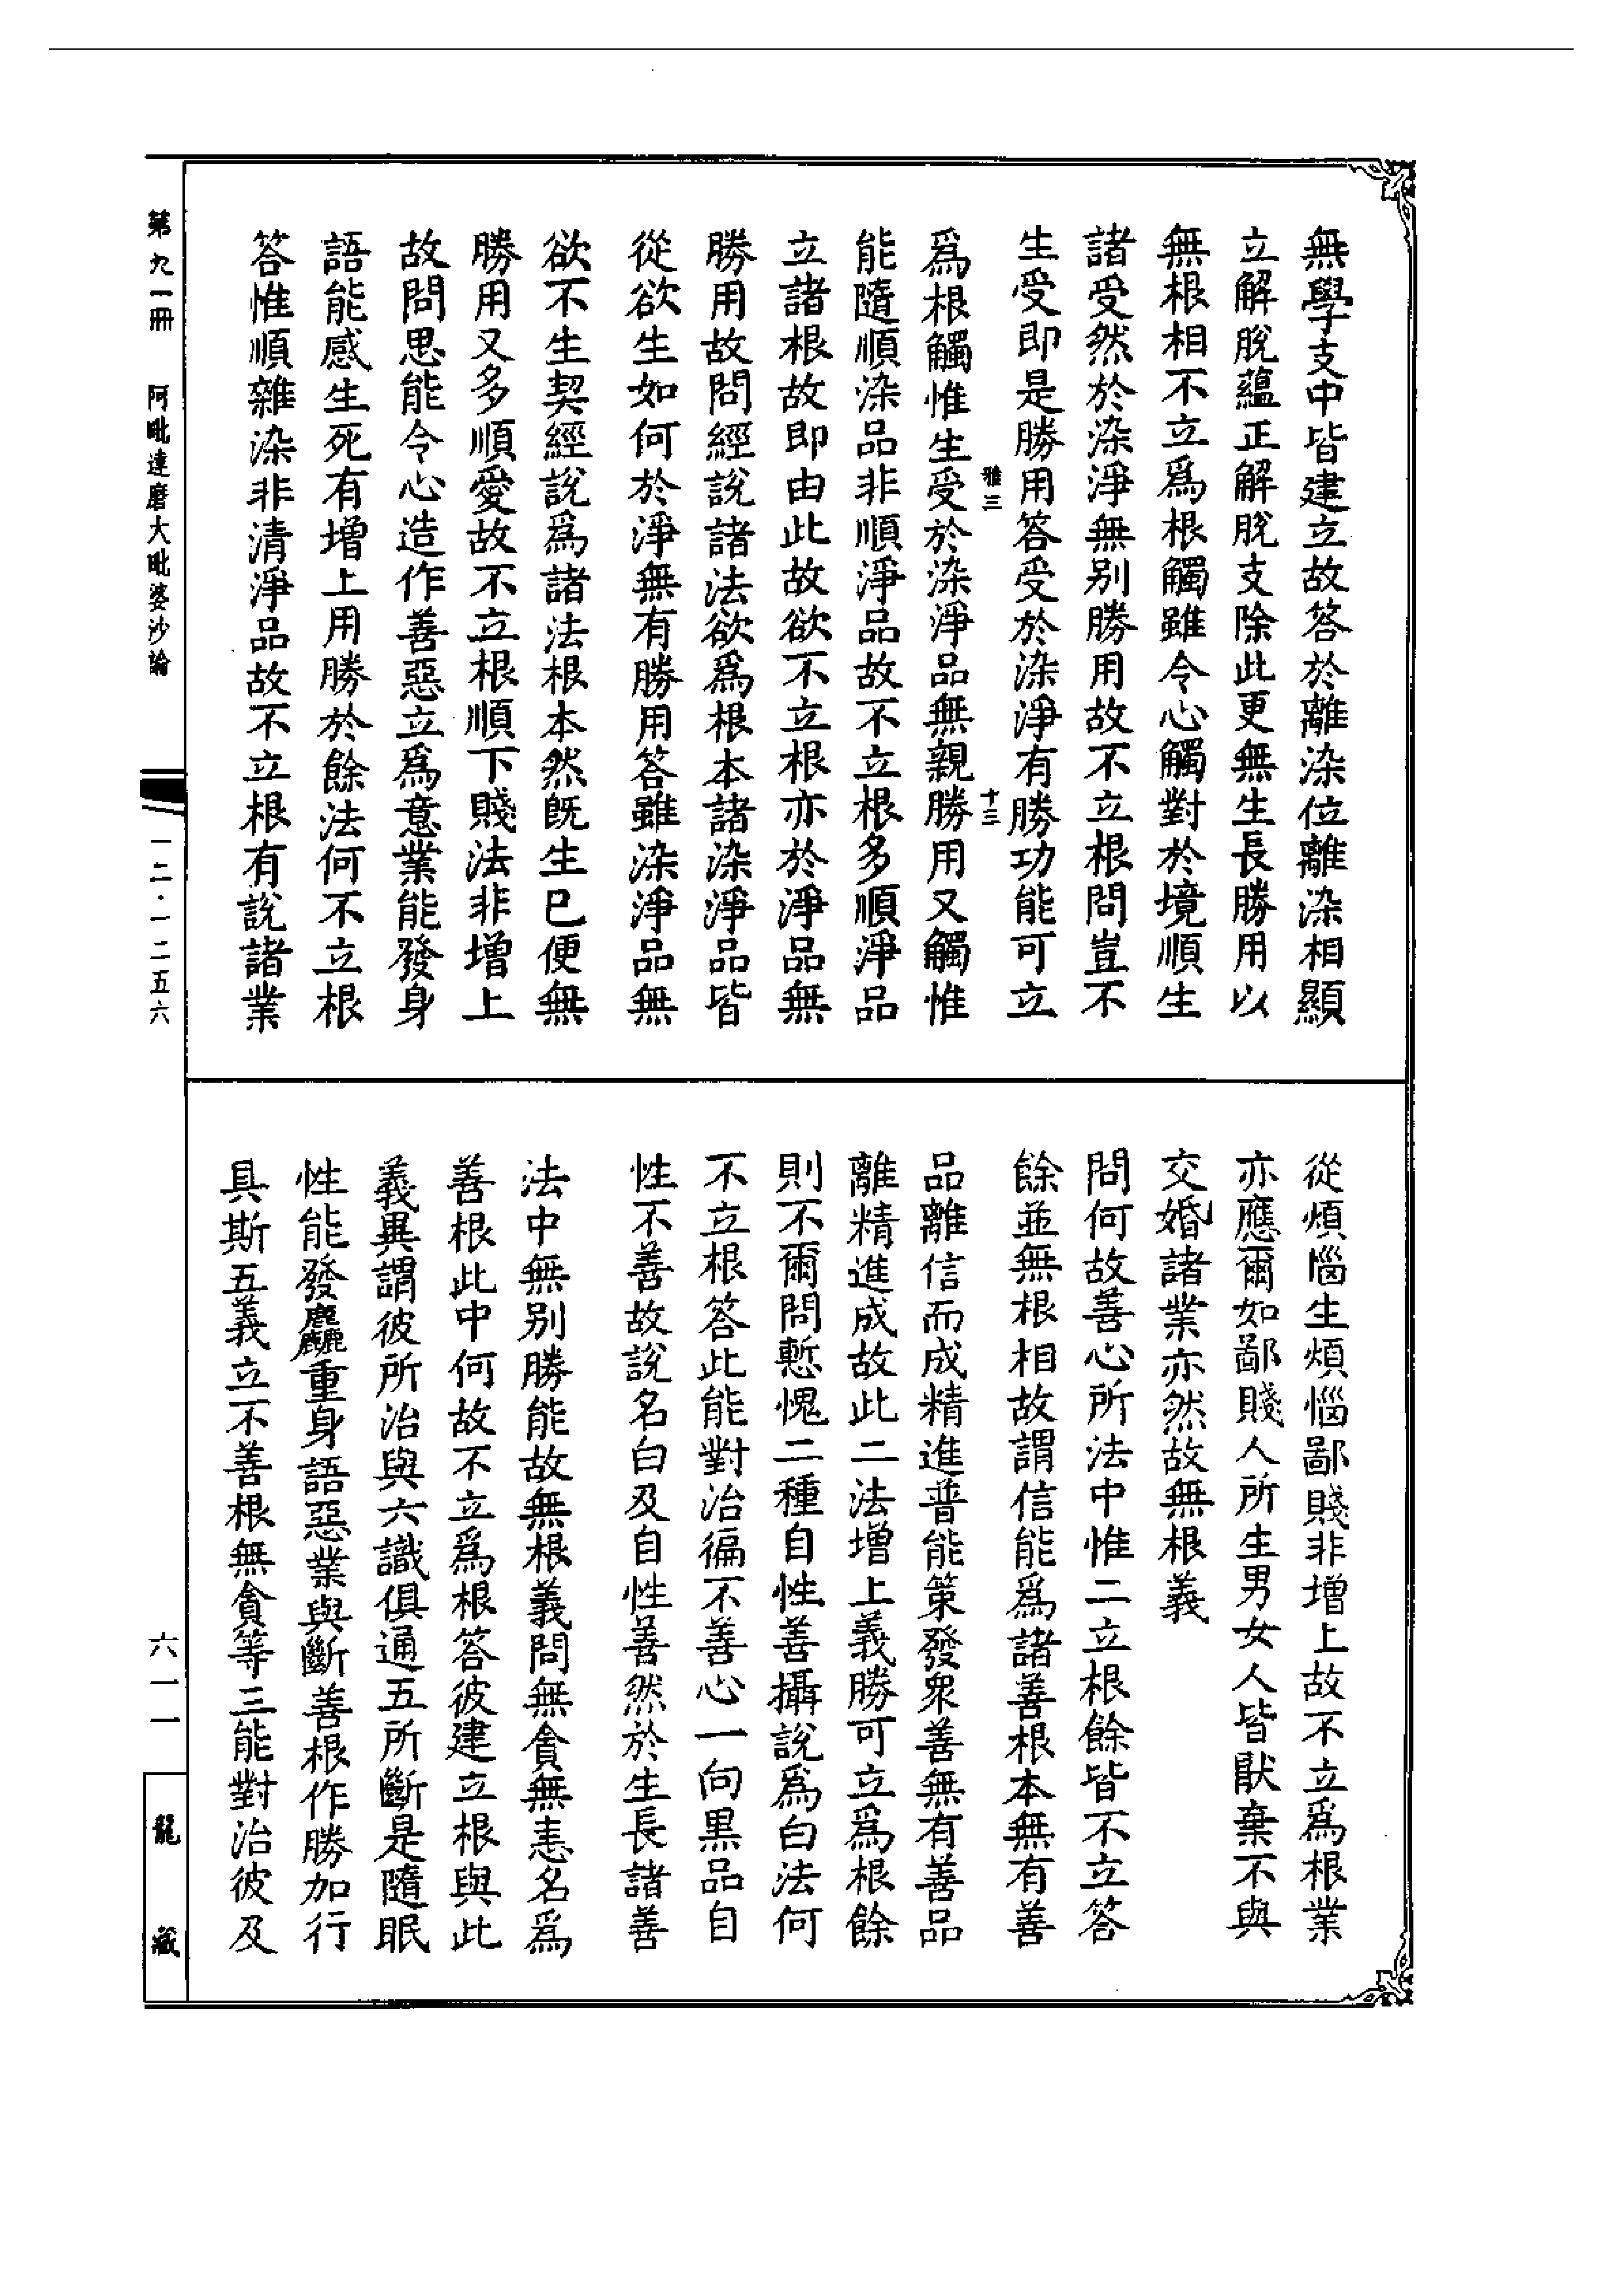 無學支中皆建立故答於離染位離染相顯
立解脫蘊正解脫支除此更無生長勝用以
無根相不立爲根觸雖令心觸對於境順生
諸受然於染淨無别勝用故不立根問豈不
生受即是勝用答受於染淨有勝功能可立
雅三 十三
爲根觸惟生受於染淨品無親勝用又觸惟
能隨順染品非順淨品故不立根多順淨品
立諸根故即由此故欲不立根亦於淨品無
勝用故問經說諸法欲爲根本諸染淨品皆
從欲生如何於淨無有勝用答雖染淨品無
欲不生契經說爲諸法根本然既生已便無
勝用又多順愛故不立根順下賤法非增上
故問思能令心造作善惡立爲意業能發身
語能感生死有增上用勝於餘法何不立根
答惟順雜染非清淨品故不立根有說諸業
從煩惱生煩惱鄙賤非增上故不立爲根業
亦應爾如鄙賤人所生男女人皆猒棄不與
交婚諸業亦然故無根義
問何故善心所法中惟二立根餘皆不立答
餘並無根相故謂信能爲諸善根本無有善
品離信而成精進普能策發衆善無有善品
離精進成故此二法增上義勝可立爲根餘
則不爾問慙愧二種自性善攝說爲白法何
不立根答此能對治徧不善心一向黑品自
性不善故說名白及自性善然於生長諸善
法中無别勝能故無根義問無貪無恚名爲
善根此中何故不立爲根答彼建立根與此
義異謂彼所治與六識俱通五所斷是隨眠
性能發麤重身語惡業與斷善根作勝加行
具斯五義立不善根無貪等三能對治彼及
第九一冊 阿毗達磨大毗婆沙論
一二·一二五六
六一一
龍藏